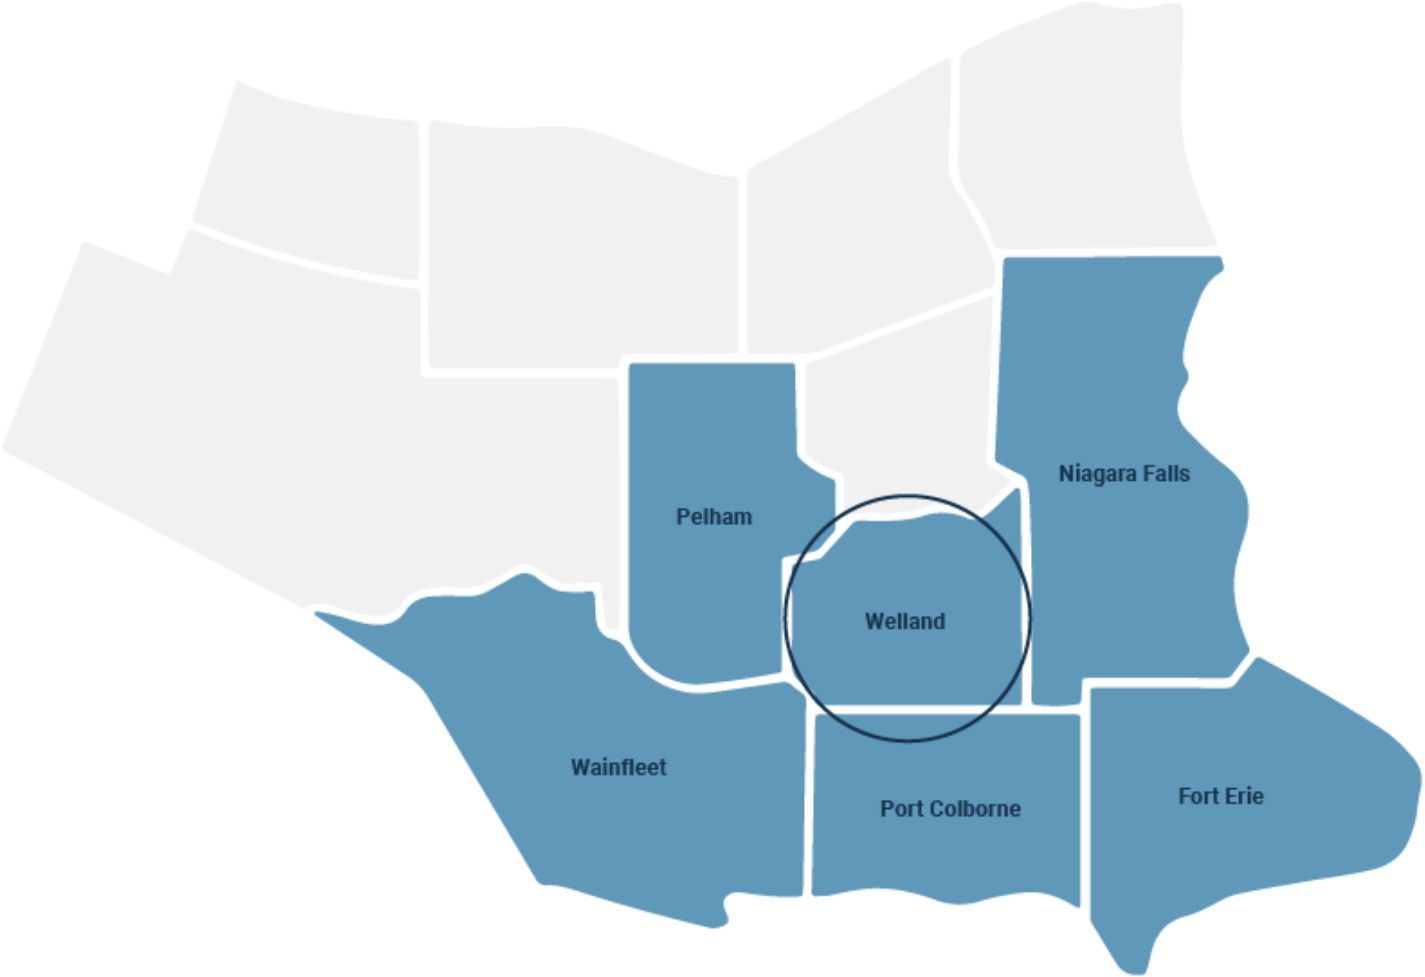 Niagara Falls
Pelham
Welland
Wainfleet
Port Colborne
Fort Erie